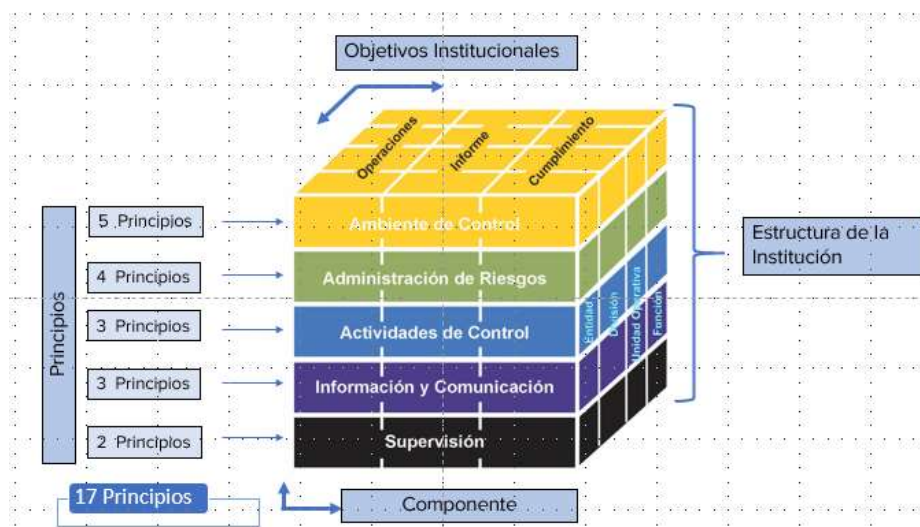 Objetivos Institucionales
Operaciones
Informe
Cumplimiento
Principios
5 Principios
4 Principios
3 Principios
3 Principios
2 Principios
17 Principios
Ambiente de Control
Administración de Riesgos
Actividades de Control
Información y Comunicación
Supervisión
Entidad
División
Unidad Operativa
Función
Estructura de la
Institución
Componente